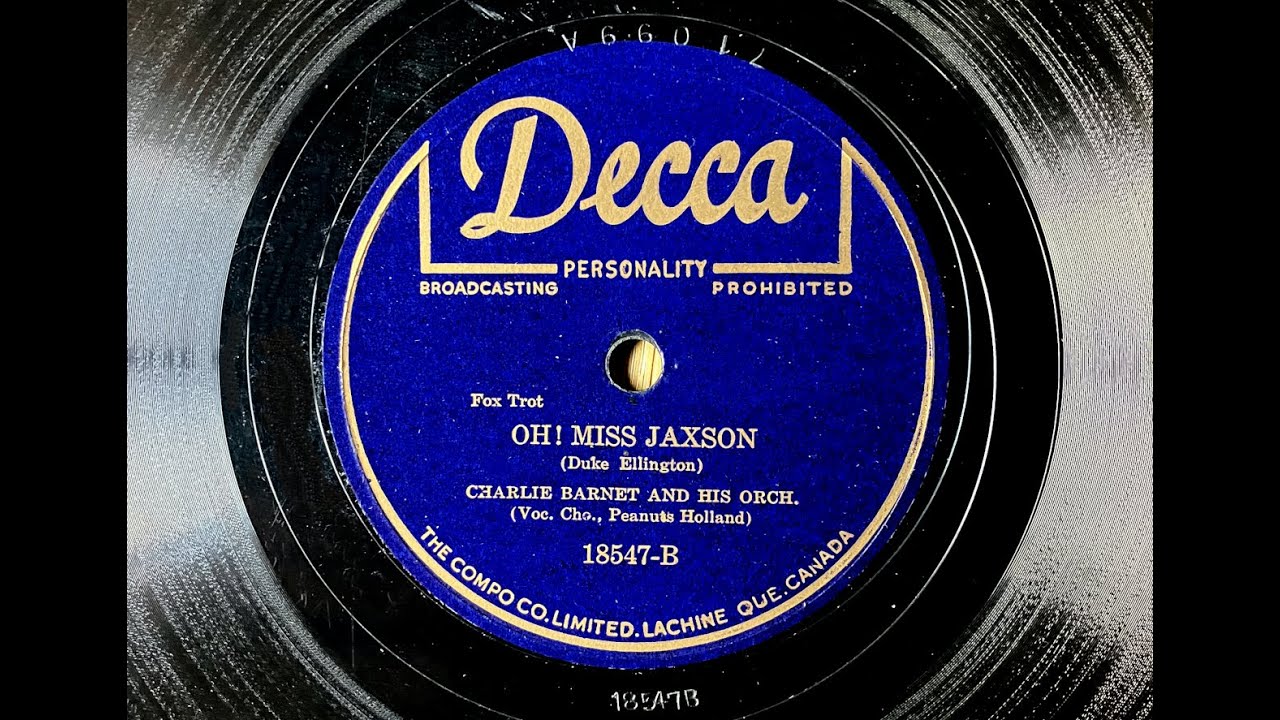 71099A
Decca
PERSONALITY
BROADCASTING PROHIBITED
Fox Trot
OH! MISS JAXSON
(Duke Ellington)
CHARLIE BARNET AND HIS ORCH.
(Voc. Cho., Peanuts Holland)
18547-B
THE COMPO CO. LIMITED. LACHINE QUE. CANADA
18547B